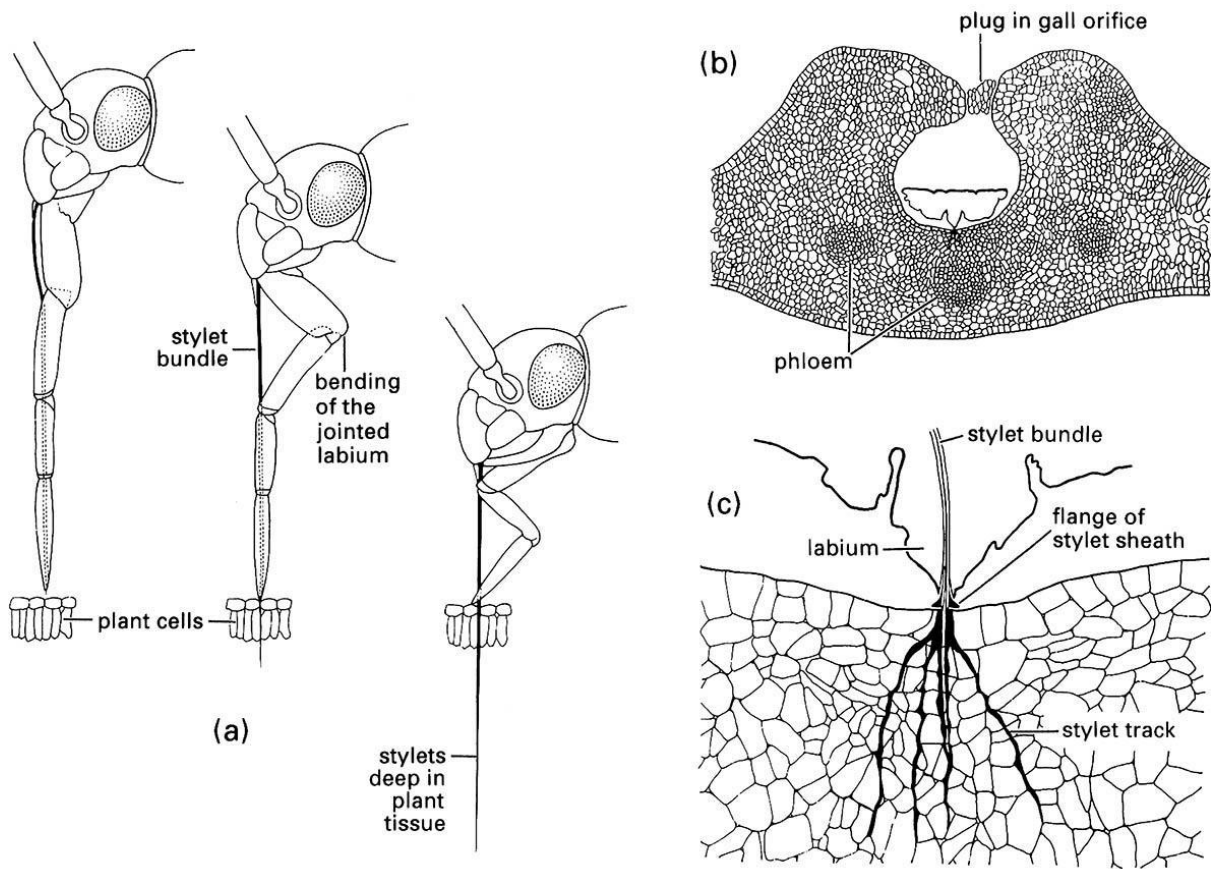 plug in gall orifice
(b)
stylet
bundle
bending
of the
jointed
labium
phloem
stylet bundle
(c)
flange of
stylet sheath
labium
plant cells
(a)
stylet track
stylets
deep in
plant
tissue